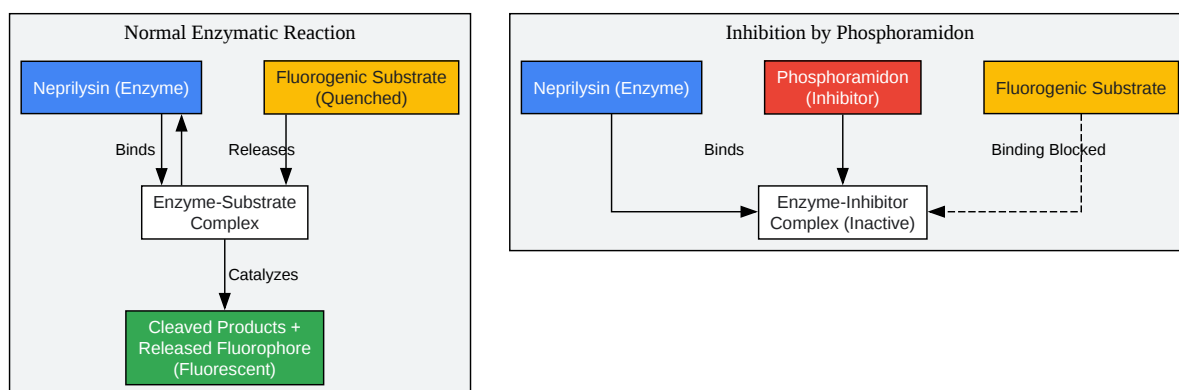 Normal Enzymatic Reaction
Neprilysin (Enzyme)
Fluorogenic Substrate
(Quenched)
Binds
Releases
Enzyme-Substrate
Complex
Catalyzes
Cleaved Products +
Released Fluorophore
(Fluorescent)
Inhibition by Phosphoramidon
Neprilysin (Enzyme)
Phosphoramidon
(Inhibitor)
Fluorogenic Substrate
Binds
Binding Blocked
Enzyme-Inhibitor
Complex (Inactive)